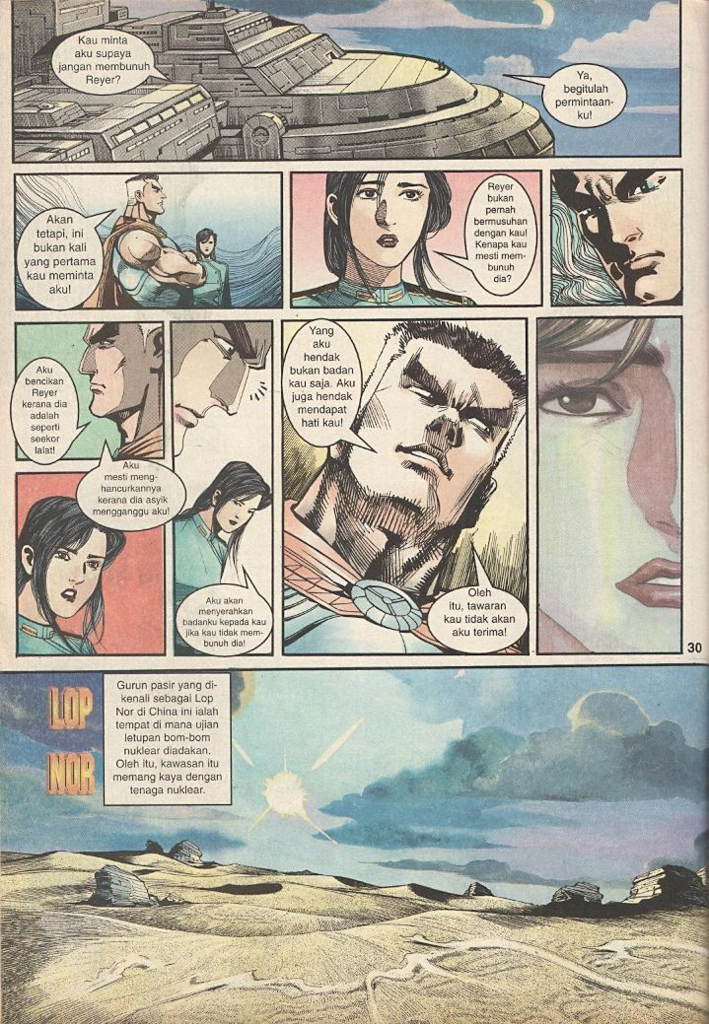 Kau minta
aku supaya
jangan membunuh
Reyer?
Ya,
begitulah
permintaan-
ku!
Akan
tetapi, ini
bukan kali
yang pertama
kau meminta
aku!
Reyer
bukan
pernah
bermusuhan
dengan kau!
Kenapa kau
mesti mem-
bunuh
dia?
Aku
bencikan
Reyer
kerana dia
adalah
seperti
seekor
lalat!
Aku
mesti meng-
hancurkannya
kerana dia asyik
mengganggu aku!
Aku akan
menyerahkan
badanku kepada kau
jika kau tidak mem-
bunuh dia!
Yang
aku hendak
bukan badan
kau saja. Aku
juga hendak
mendapat
hati kau!
Oleh
itu, tawaran
kau tidak akan
aku terima!
30
LOP
NOR
Gurun pasir yang di-
kenali sebagai Lop
Nor di China ini ialah
tempat di mana ujian
letupan bom-bom
nuklear diadakan.
Oleh itu, kawasan itu
memang kaya dengan
tenaga nuklear.